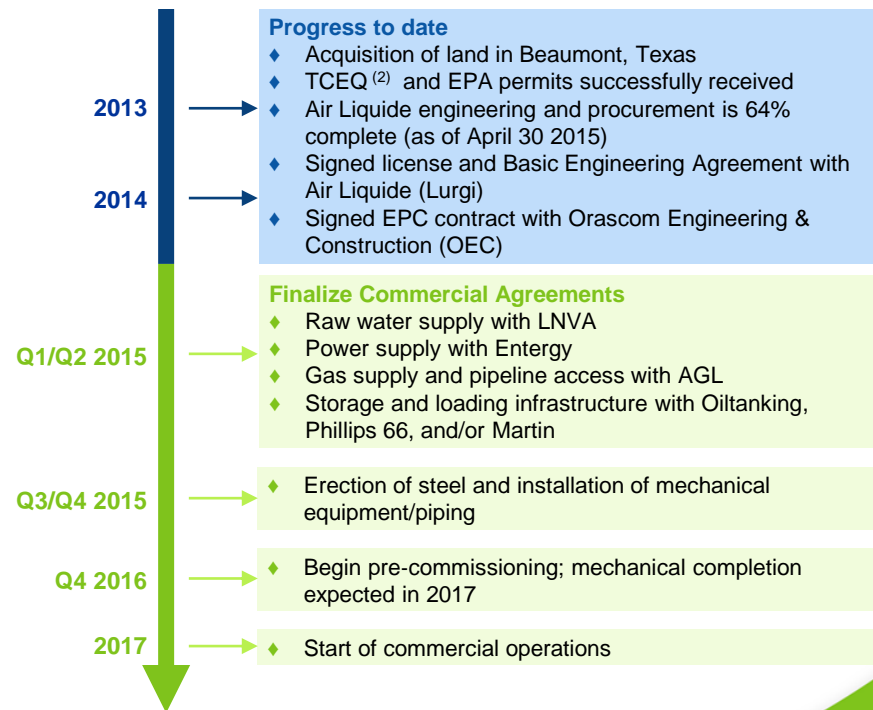 Progress to date
♦ Acquisition of land in Beaumont, Texas
♦ TCEQ (2) and EPA permits successfully received
2013
♦ Air Liquide engineering and procurement is 64%
complete (as of April 30 2015)
♦ Signed license and Basic Engineering Agreement with
Air Liquide (Lurgi)
2014
♦ Signed EPC contract with Orascom Engineering &
Construction (OEC)
Finalize Commercial Agreements
♦ Raw water supply with LNVA
Q1/Q2 2015
♦ Power supply with Entergy
♦ Gas supply and pipeline access with AGL
♦ Storage and loading infrastructure with Oiltanking,
Phillips 66, and/or Martin
Q3/Q4 2015
♦ Erection of steel and installation of mechanical
equipment/piping
Q4 2016
♦ Begin pre-commissioning; mechanical completion
expected in 2017
2017
♦ Start of commercial operations